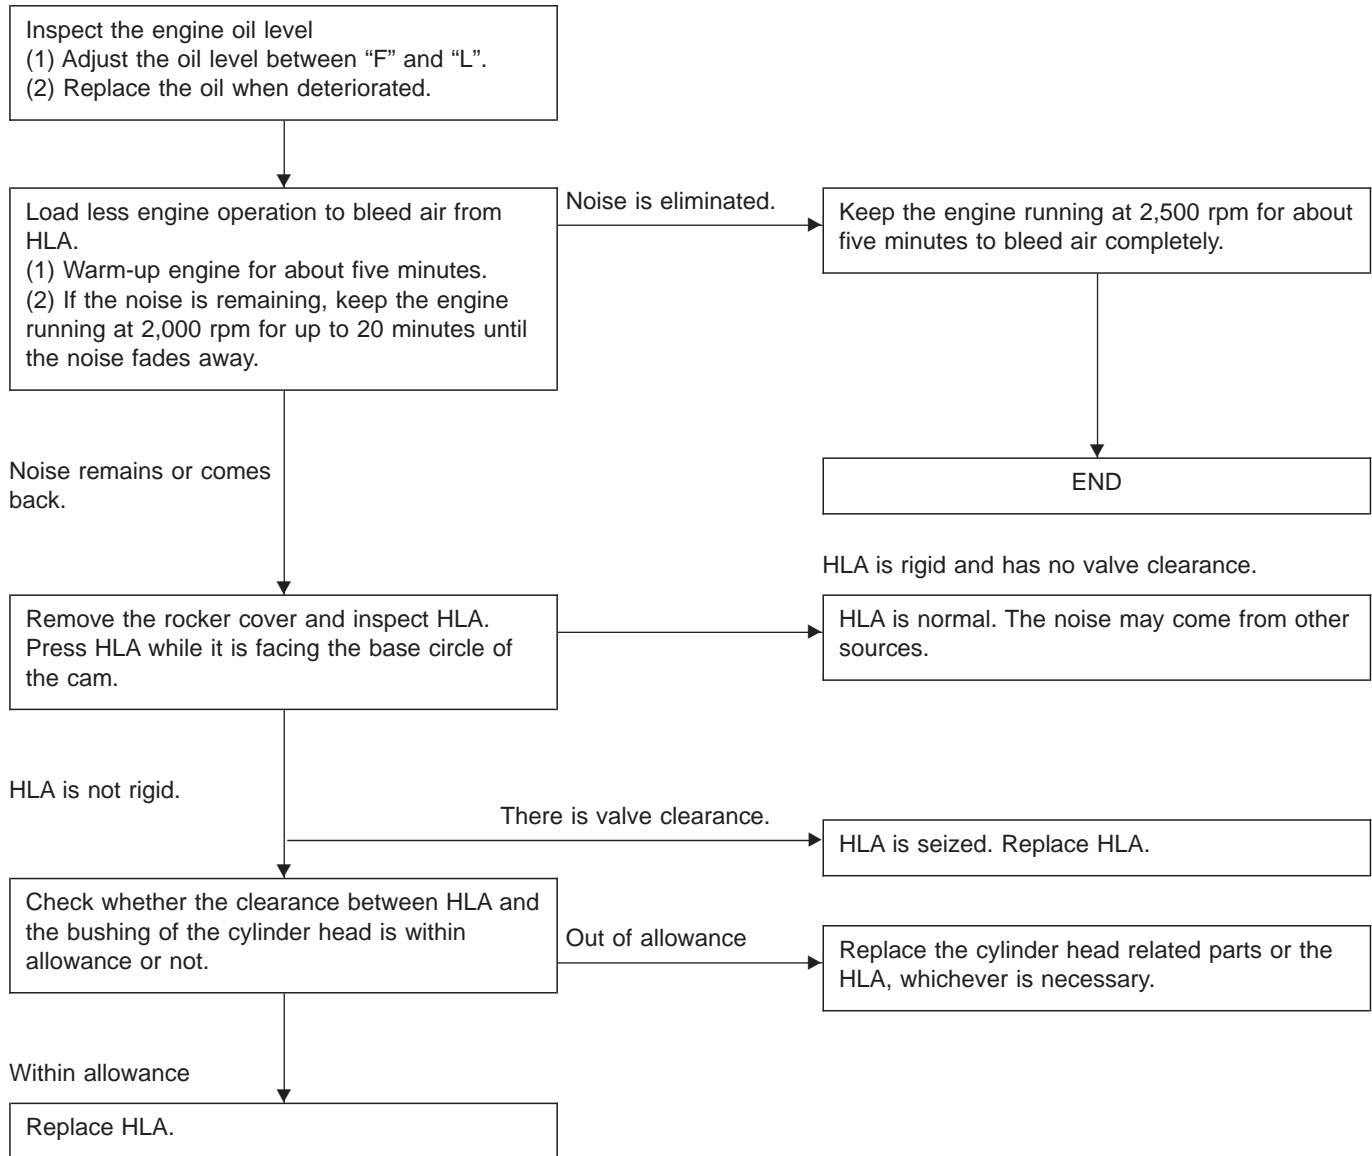 Inspect the engine oil level
(1) Adjust the oil level between “F” and “L”.
(2) Replace the oil when deteriorated.
Load less engine operation to bleed air from
HLA.
(1) Warm-up engine for about five minutes.
(2) If the noise is remaining, keep the engine
running at 2,000 rpm for up to 20 minutes until
the noise fades away.
Noise is eliminated.
Keep the engine running at 2,500 rpm for about
five minutes to bleed air completely.
END
Noise remains or comes
back.
Remove the rocker cover and inspect HLA.
Press HLA while it is facing the base circle of
the cam.
HLA is rigid and has no valve clearance.
HLA is normal. The noise may come from other
sources.
HLA is not rigid.
There is valve clearance.
HLA is seized. Replace HLA.
Check whether the clearance between HLA and
the bushing of the cylinder head is within
allowance or not.
Out of allowance
Replace the cylinder head related parts or the
HLA, whichever is necessary.
Within allowance
Replace HLA.